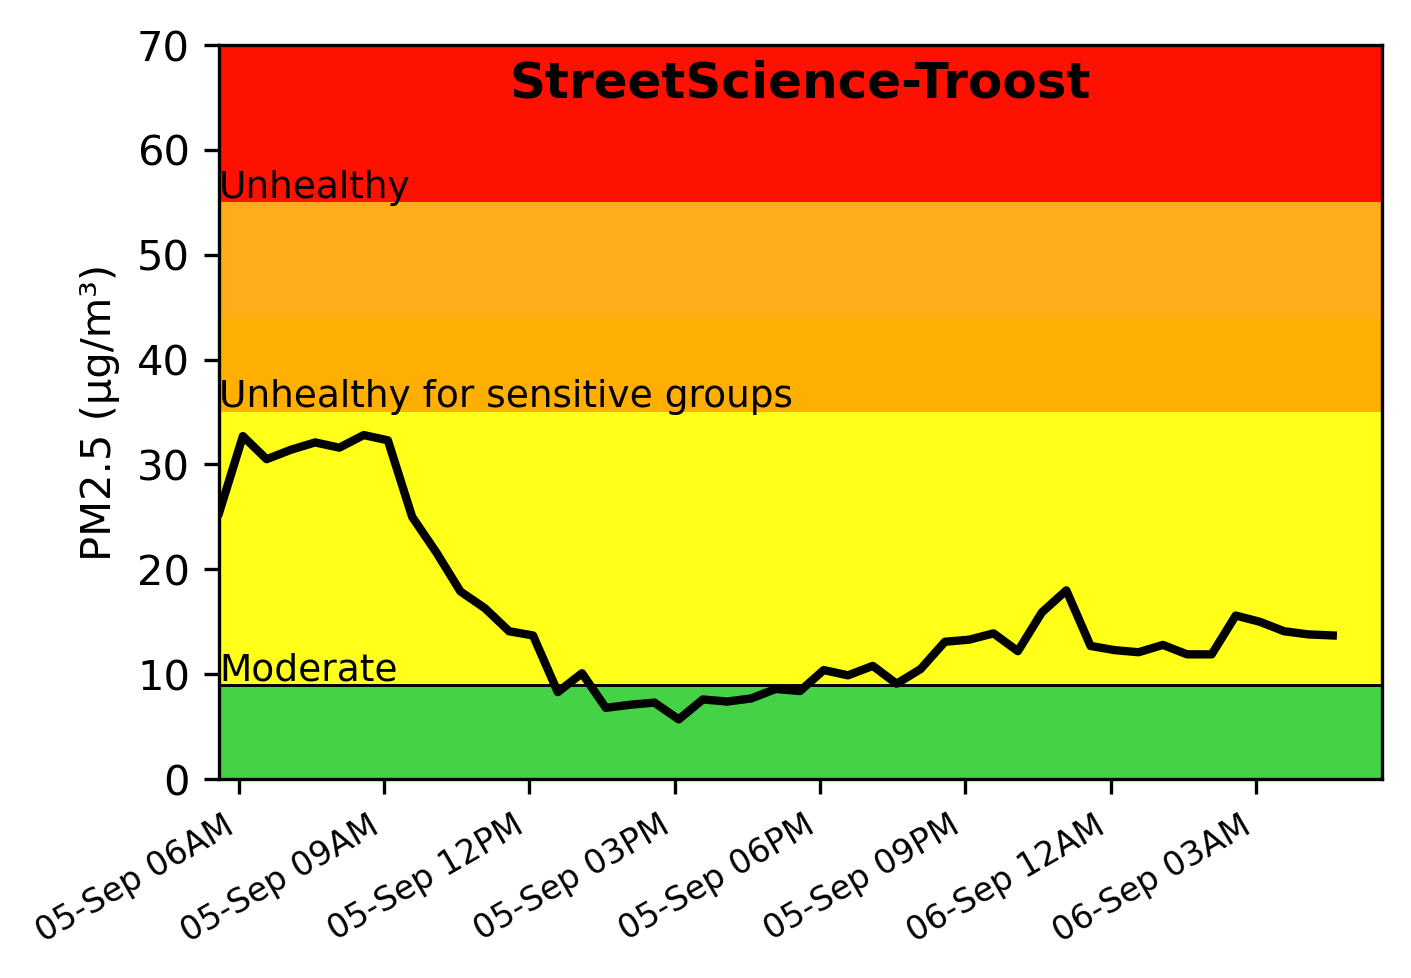 StreetScience-Troost
PM2.5 (µg/m³)
70
60
50
40
30
20
10
0
Unhealthy
Unhealthy for sensitive groups
Moderate
05-Sep 06AM
05-Sep 09AM
05-Sep 12PM
05-Sep 03PM
05-Sep 06PM
05-Sep 09PM
06-Sep 12AM
06-Sep 03AM